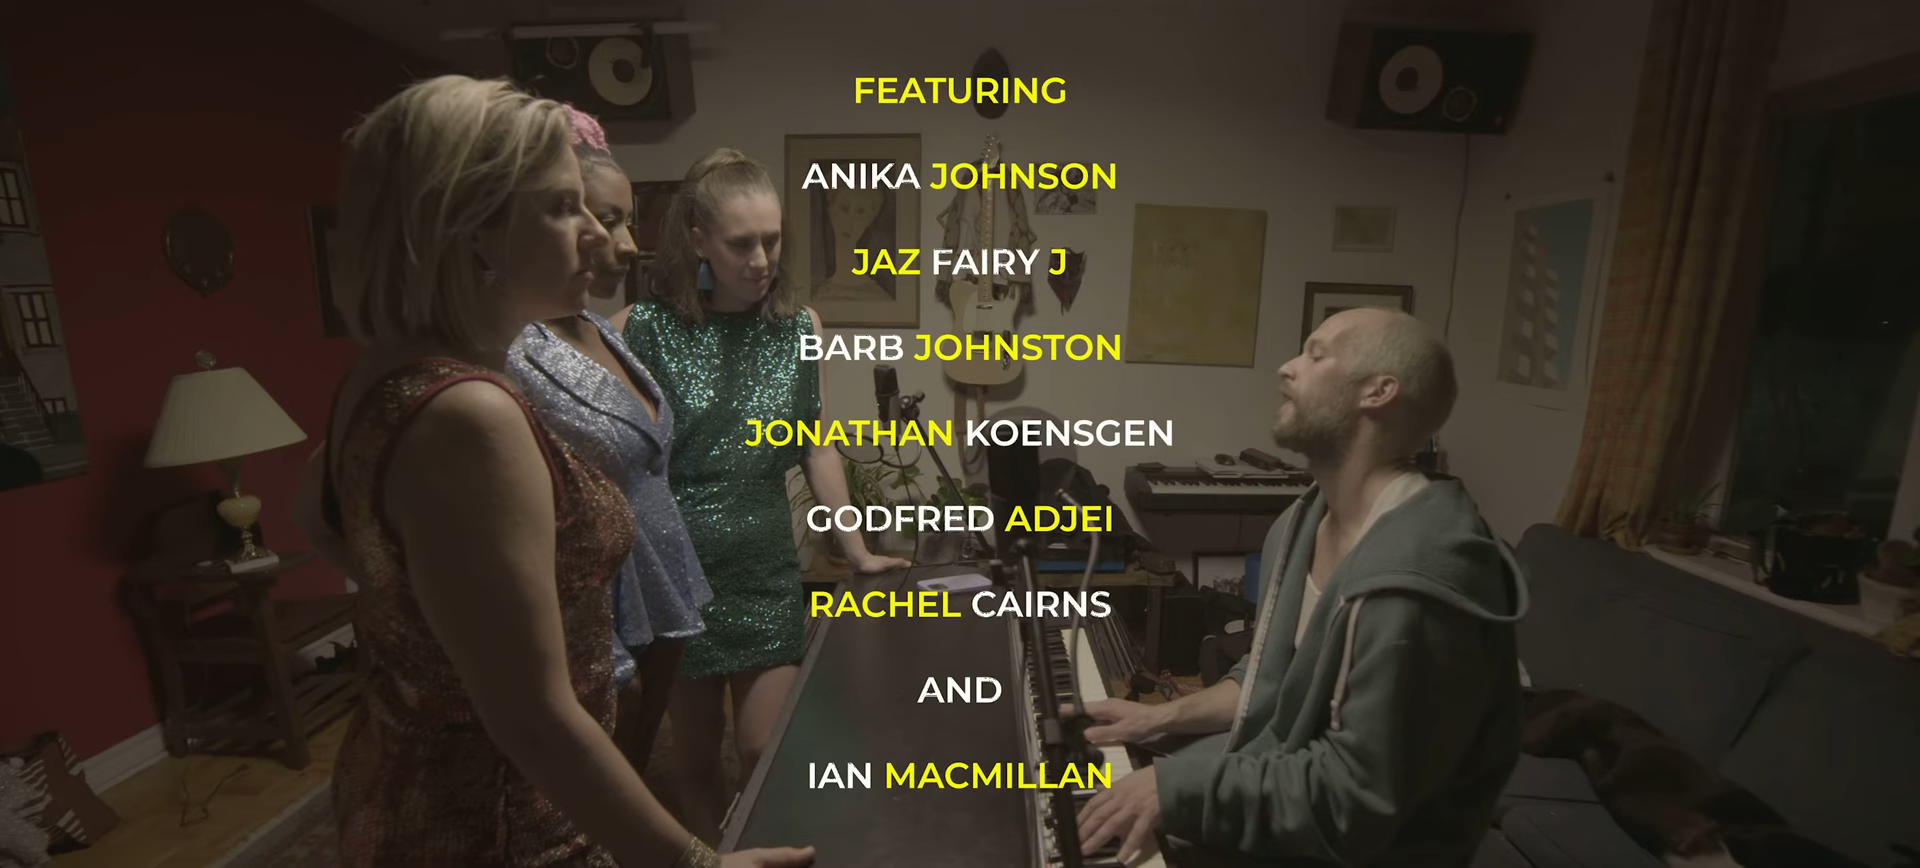 FEATURING
ANIKA JOHNSON
JAZ FAIRY J
BARB JOHNSTON
JONATHAN KOENSGEN
GODFRED ADJEI
RACHEL CAIRNS
AND
IAN MACMILLAN